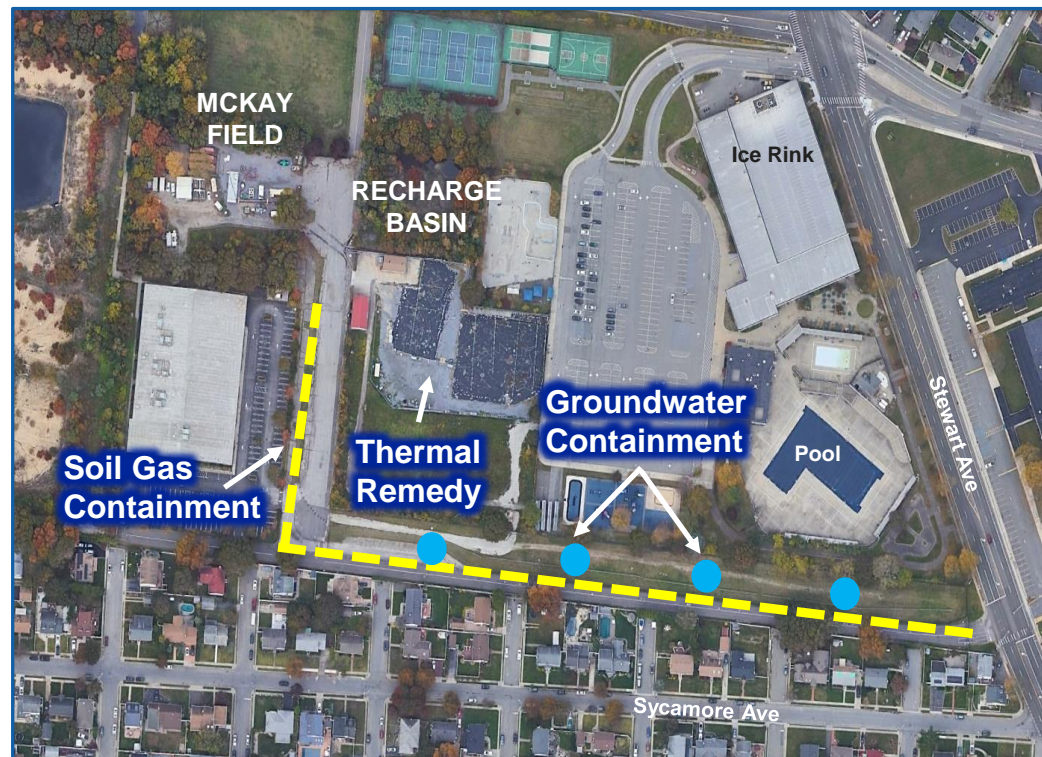 MCKAY
FIELD
RECHARGE
BASIN
Ice Rink
Soil Gas
Containment
Thermal
Remedy
Groundwater
Containment
Pool
Stewart Ave
Sycamore Ave